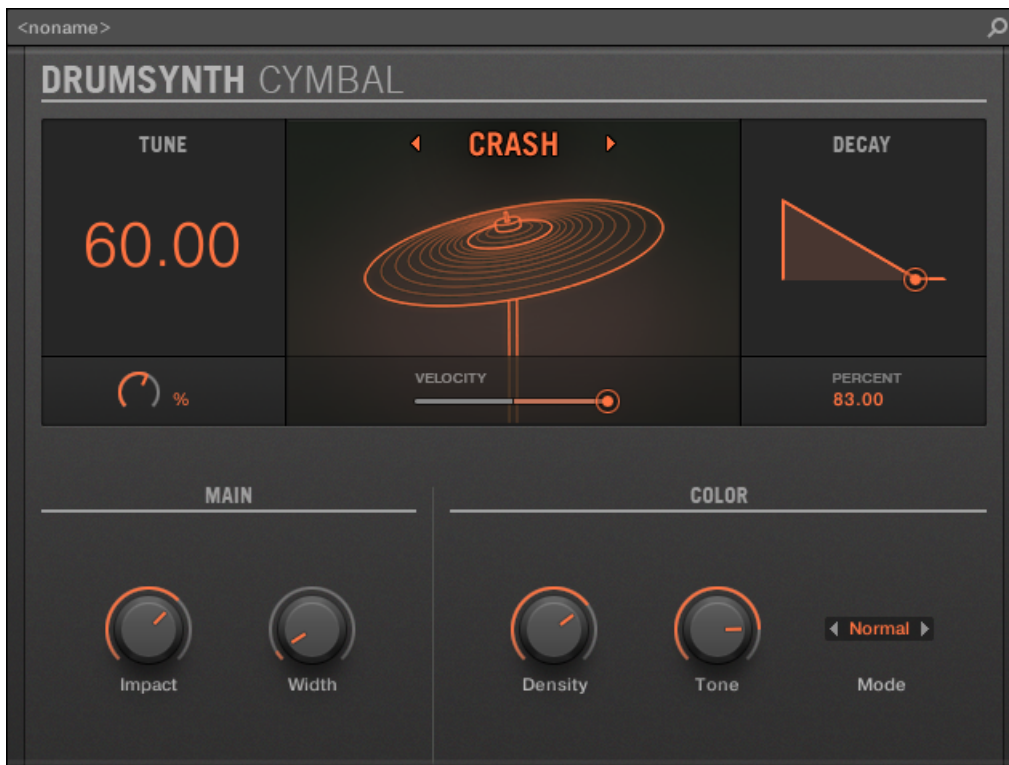 <noname>
DRUMSYNTH CYMBAL
TUNE
CRASH
DECAY
60.00
%
VELOCITY
PERCENT
83.00
MAIN
COLOR
Normal
Impact
Width
Density
Tone
Mode